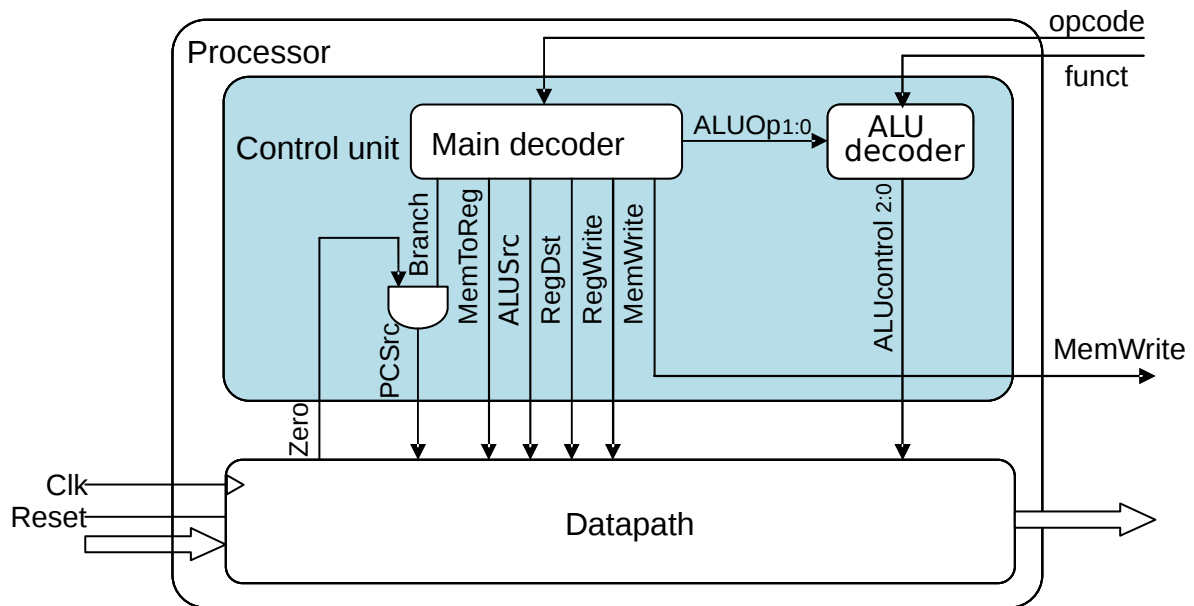 opcode
Processor
funct
Control unit
Main decoder
ALUOp1:0
ALU
decoder
Branch
MemToReg
ALUSrc
RegDst
RegWrite
MemWrite
ALUcontrol 2:0
PCSrc
MemWrite
Zero
Clk
Reset
Datapath